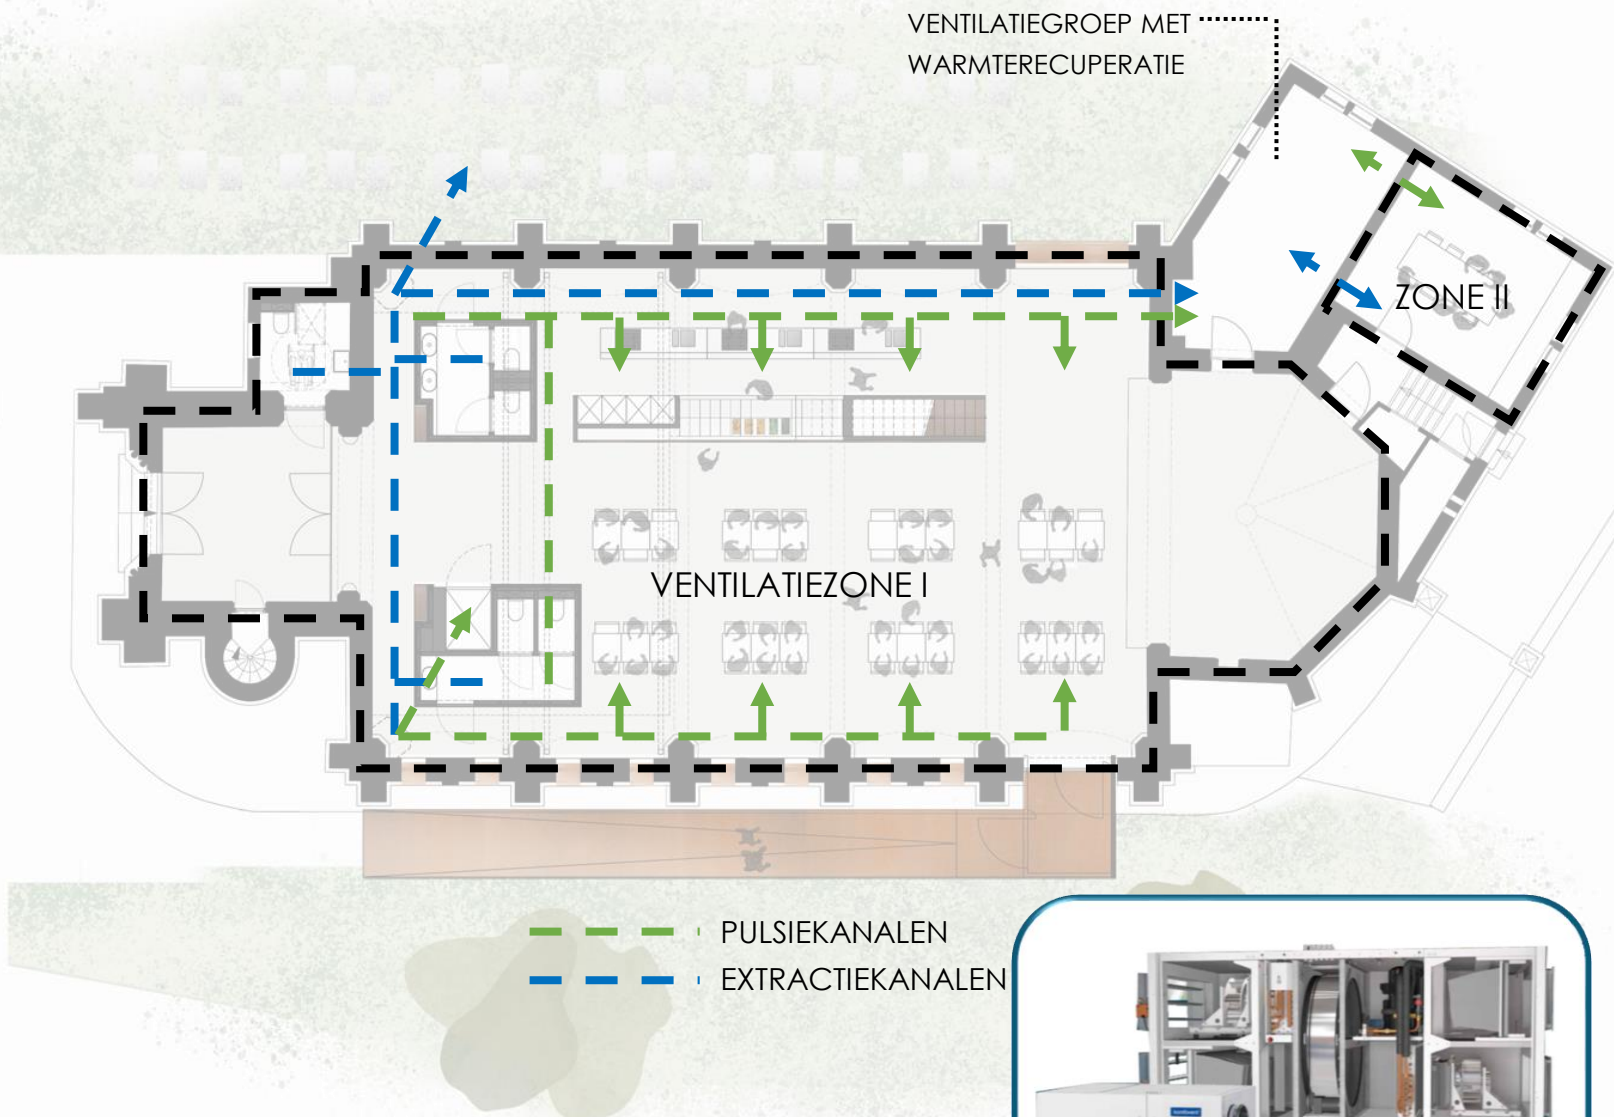 VENTILATIEGROEP MET
WARMTERECUPERATIE
ZONE II
VENTILATIEZONE I
PULSIEKANALEN
EXTRACTIEKANALEN